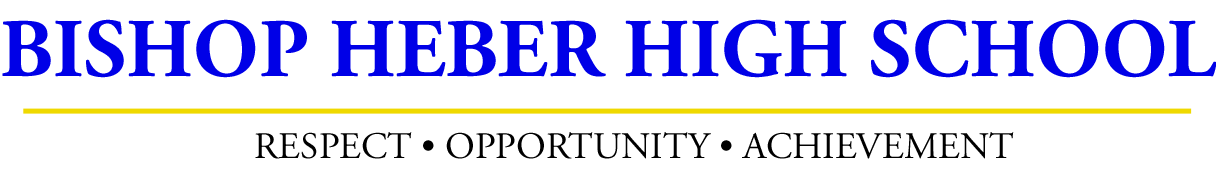 BISHOP HEBER HIGH SCHOOL
RESPECT • OPPORTUNITY • ACHIEVEMENT